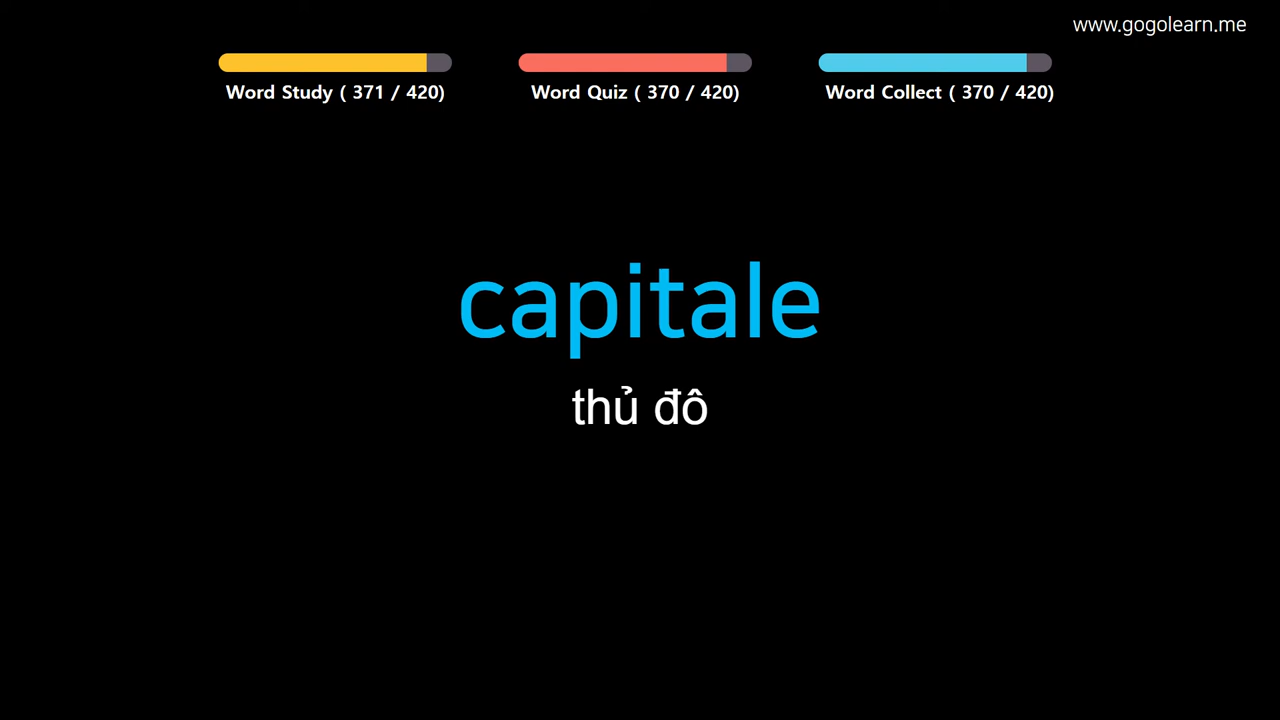 www.gogolearn.me
Word Study ( 371 / 420)
Word Quiz ( 370 / 420)
Word Collect ( 370 / 420)
capitale
thủ đô